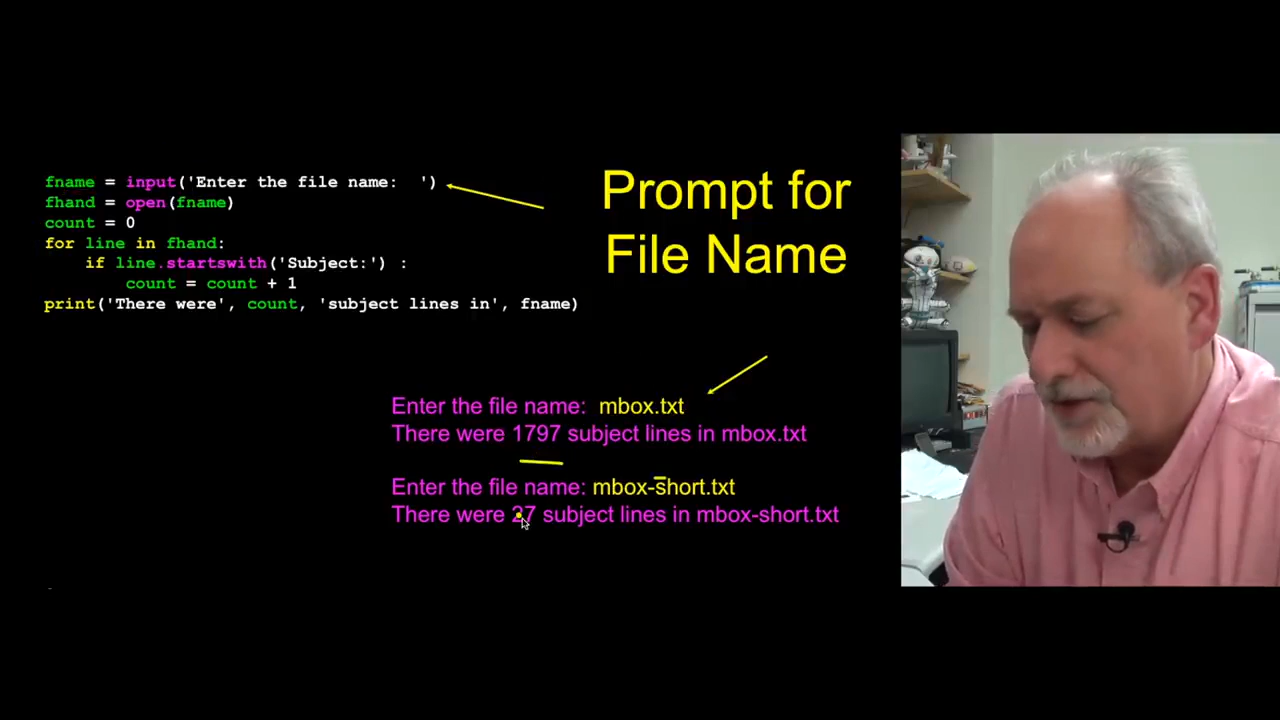 fname = input('Enter the file name:  ')
fhand = open(fname)
count = 0
for line in fhand:
    if line.startswith('Subject:') :
        count = count + 1
print('There were', count, 'subject lines in', fname)
Prompt for
File Name
Enter the file name:  mbox.txt
There were 1797 subject lines in mbox.txt
Enter the file name: mbox-short.txt
There were 27 subject lines in mbox-short.txt